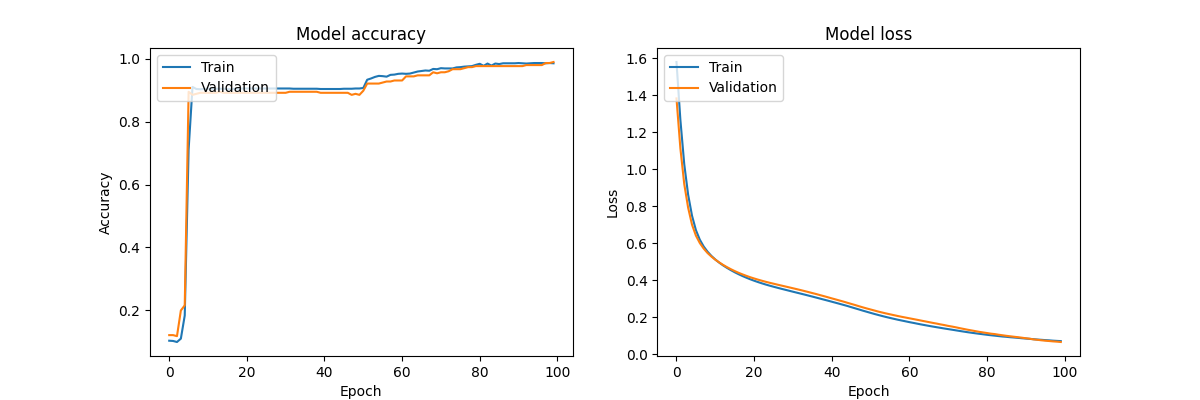 Model accuracy
Train
Validation
1.0
0.8
0.6
0.4
0.2
Accuracy
0 20 40 60 80 100
Epoch
Model loss
Train
Validation
1.6
1.4
1.2
1.0
0.8
0.6
0.4
0.2
0.0
Loss
0 20 40 60 80 100
Epoch